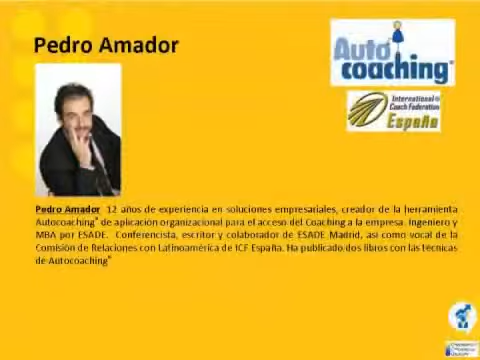 Pedro Amador
Auto
coaching®
International
Coach Federation
España
Pedro Amador 12 años de experiencia en soluciones empresariales, creador de la herramienta
Autocoaching® de aplicación organizacional para el acceso del Coaching a la empresa. Ingeniero y
MBA por ESADE. Conferencista, escritor y colaborador de ESADE Madrid, así como vocal de la
Comisión de Relaciones con Latinoamérica de ICF España. Ha publicado dos libros con las técnicas
de Autocoaching®